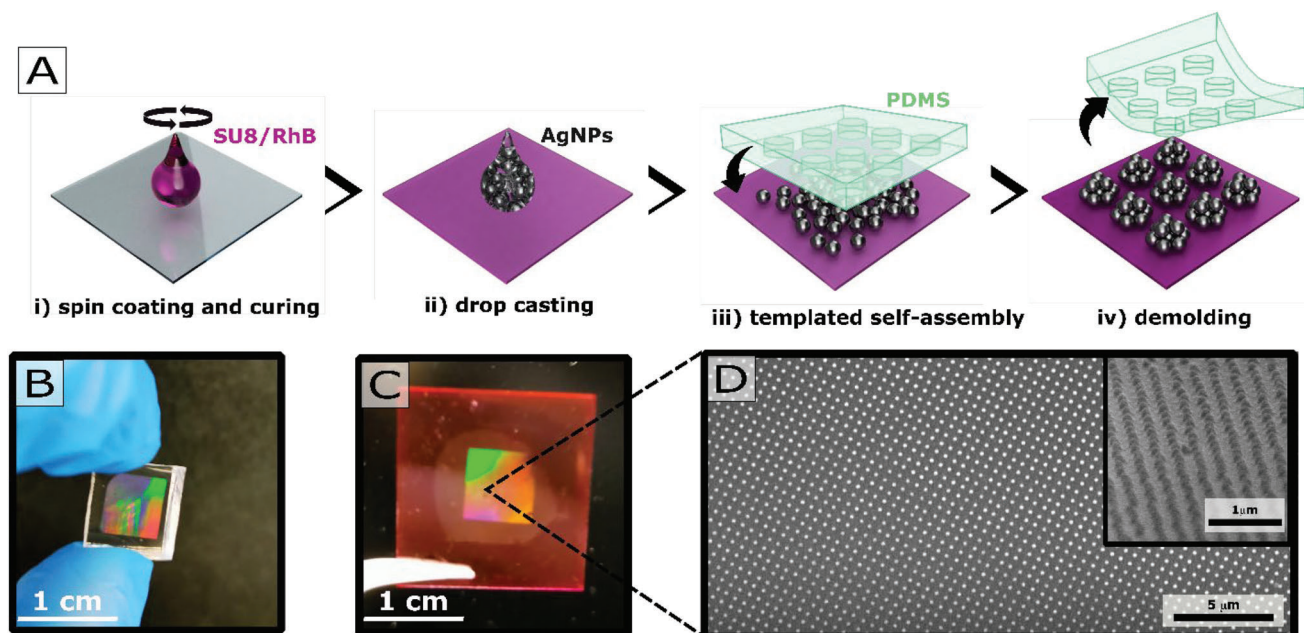 A
SU8/RhB
i) spin coating and curing
AgNPs
ii) drop casting
PDMS
iii) templated self-assembly
iv) demolding
B
1 cm
C
1 cm
D
1μm
5 μm